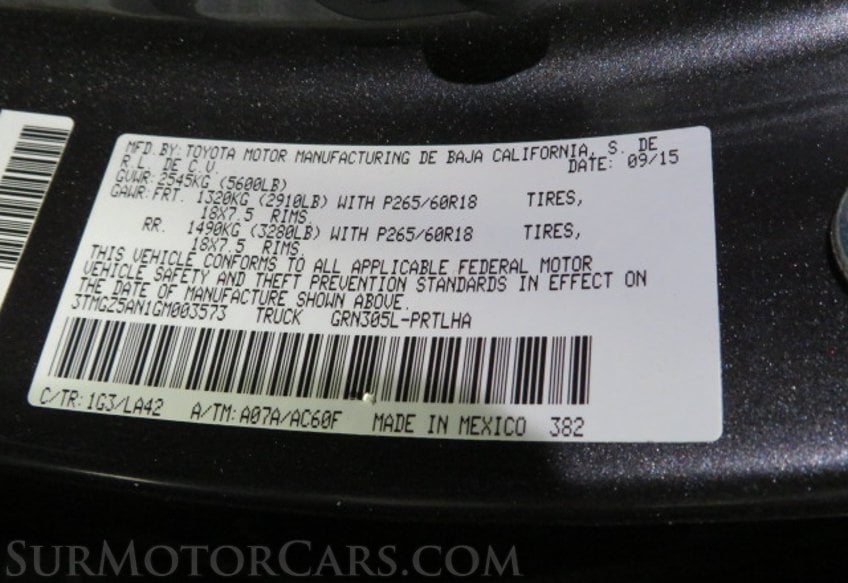 MFD.BY: TOYOTA MOTOR MANUFACTURING DE BAJA CALIFORNIA, S. DE
R.L. DE C.V. DATE: 09/15
GVWR: 2545KG (5600LB)
GAWR: FRT. 1320KG (2910LB) WITH P265/60R18 TIRES,
18X7.5 RIMS,
RR. 1490KG (3280LB) WITH P265/60R18 TIRES,
18X7.5 RIMS.
THIS VEHICLE CONFORMS TO ALL APPLICABLE FEDERAL MOTOR
VEHICLE SAFETY AND THEFT PREVENTION STANDARDS IN EFFECT ON
THE DATE OF MANUFACTURE SHOWN ABOVE.
3TMGZ5AN1GM003573 TRUCK GRN305L-PRTLHA
C/TR: 1G3/LA42 A/TM: A07A/AC60F MADE IN MEXICO 382
SurMotorCars.com